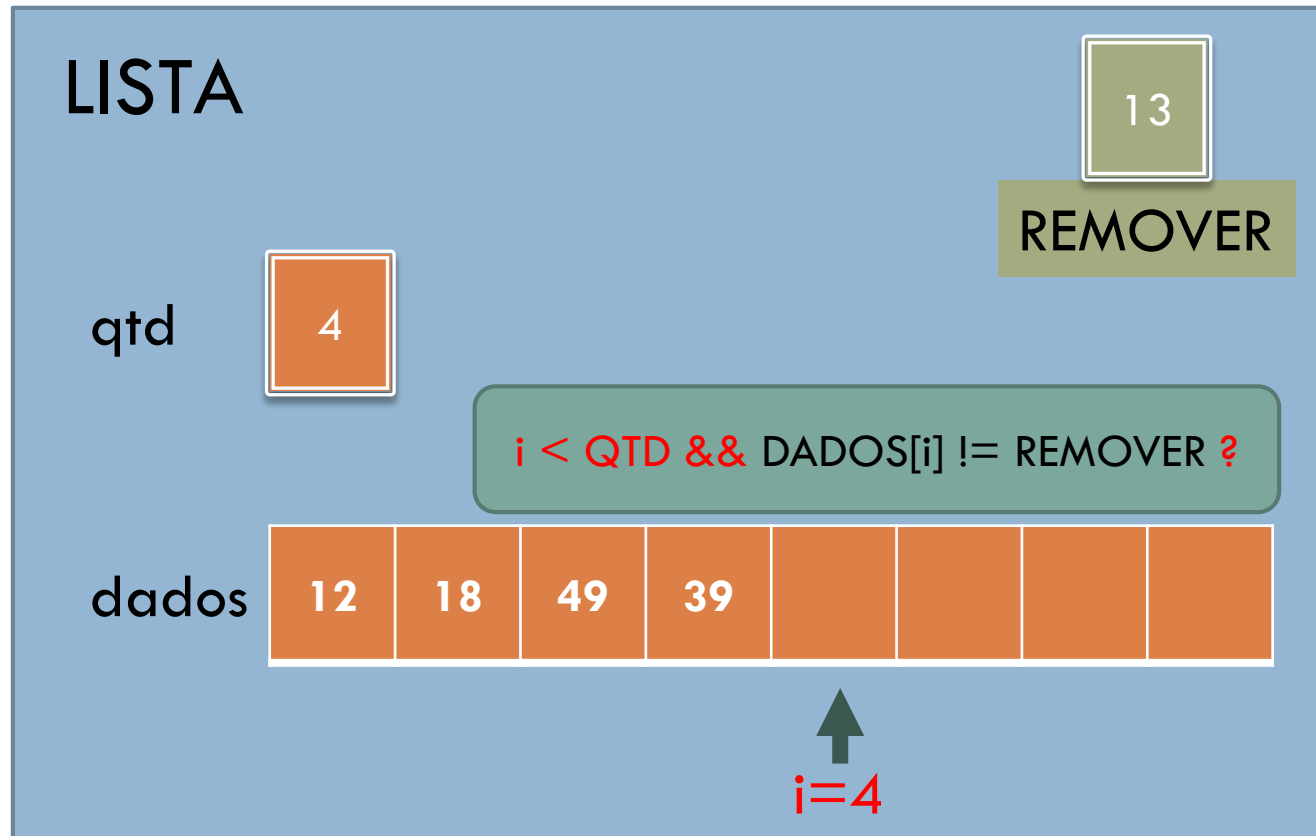 LISTA
13
REMOVER
qtd
4
i < QTD && DADOS[i] != REMOVER ?
dados 12 18 49 39
i=4